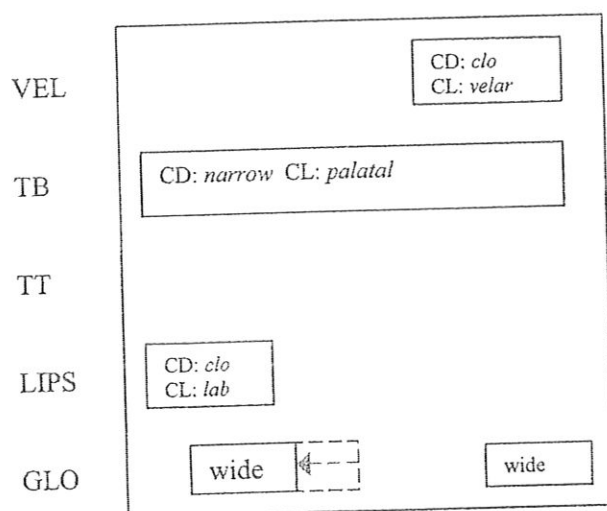 VEL
CD: clo
CL: velar
TB
CD: narrow CL: palatal
TT
LIPS
CD: clo
CL: lab
GLO
wide
wide